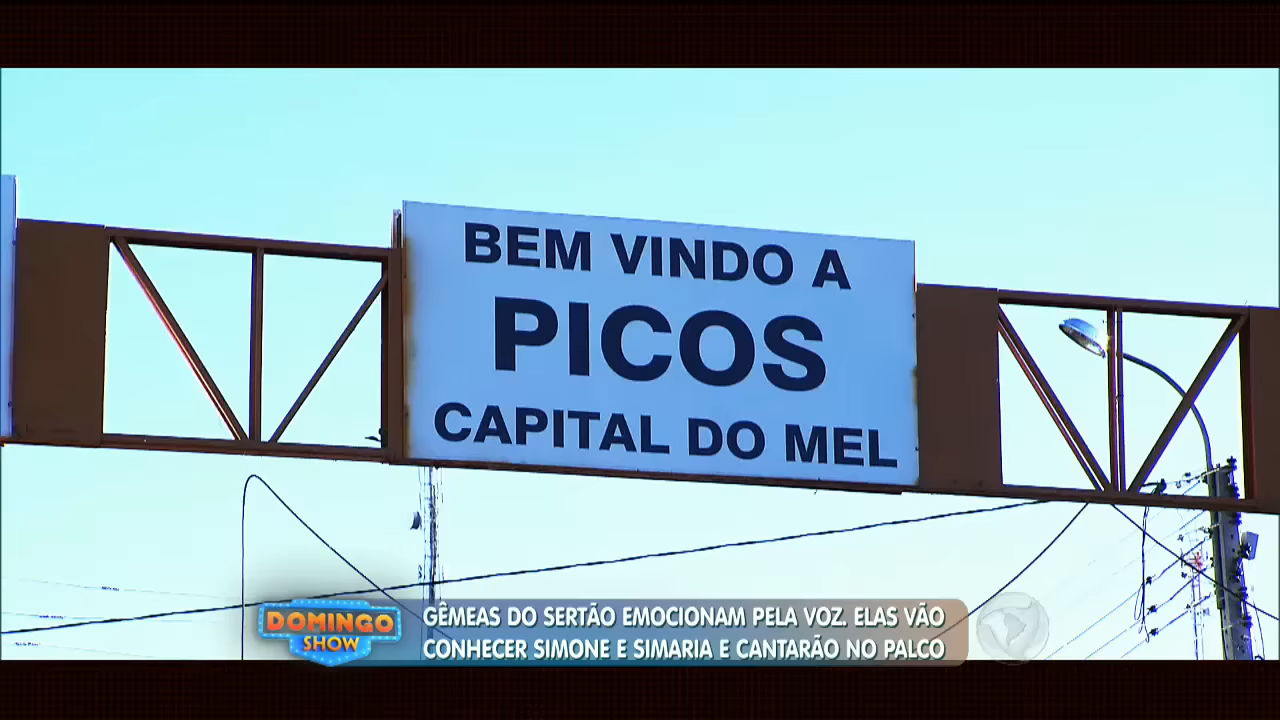 BEM VINDO A
PICOS
CAPITAL DO MEL
DOMINGO
SHOW
GÊMEAS DO SERTÃO EMOCIONAM PELA VOZ. ELAS VÃO
CONHECER SIMONE E SIMARIA E CANTARÃO NO PALCO